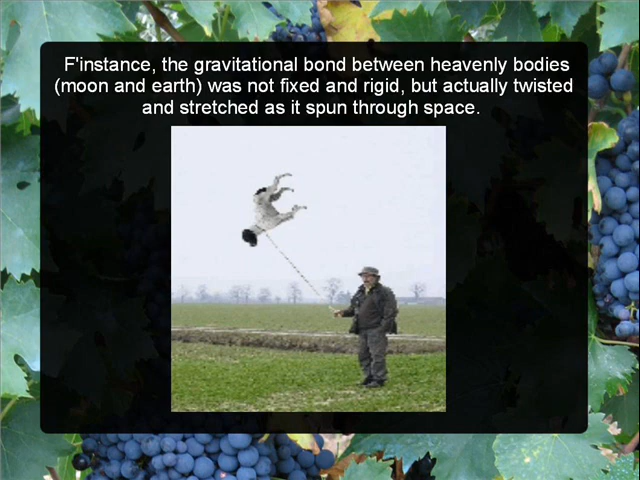 F'instance, the gravitational bond between heavenly bodies
(moon and earth) was not fixed and rigid, but actually twisted
and stretched as it spun through space.